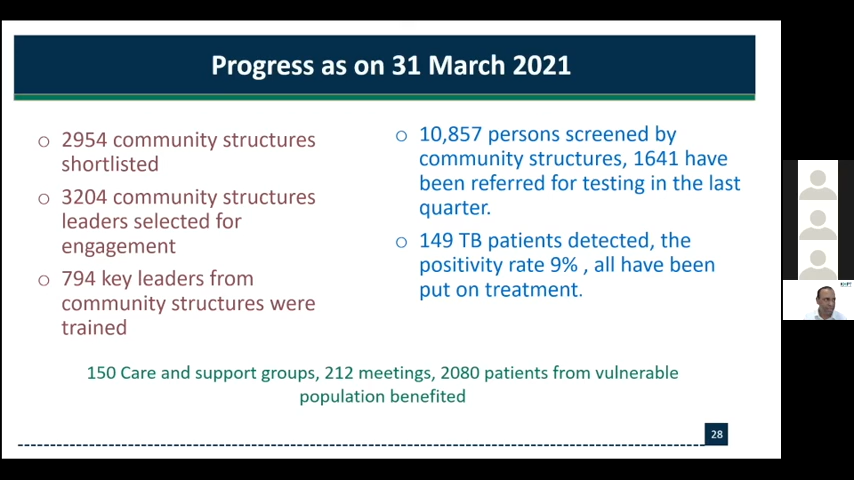 Progress as on 31 March 2021
o 2954 community structures
shortlisted
o 3204 community structures
leaders selected for
engagement
o 794 key leaders from
community structures were
trained
o 10,857 persons screened by
community structures, 1641 have
been referred for testing in the last
quarter.
o 149 TB patients detected, the
positivity rate 9% , all have been
put on treatment.
150 Care and support groups, 212 meetings, 2080 patients from vulnerable
population benefited
28